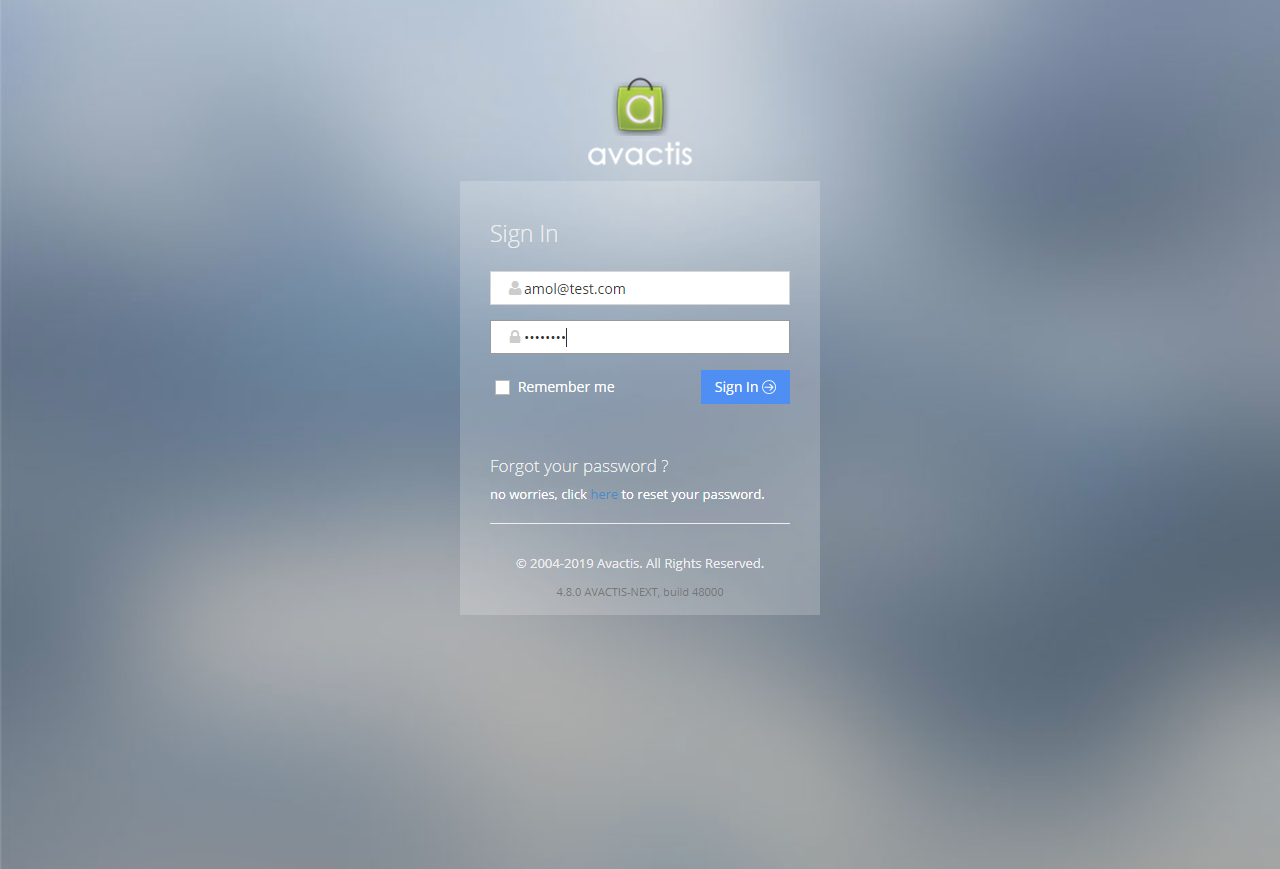 a
avactis
Sign In
amol@test.com
••••••••
Remember me
Sign In
Forgot your password ?
no worries, click here to reset your password.
© 2004-2019 Avactis. All Rights Reserved.
4.8.0 AVACTIS-NEXT, build 48000